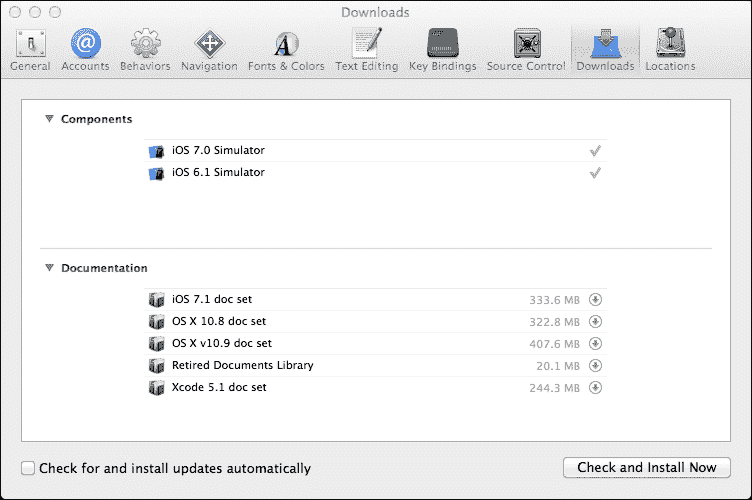 Downloads
General Accounts Behaviors Navigation Fonts & Colors Text Editing Key Bindings Source Control Downloads Locations
Components
iOS 7.0 Simulator
iOS 6.1 Simulator
Documentation
iOS 7.1 doc set 333.6 MB
OS X 10.8 doc set 322.8 MB
OS X v10.9 doc set 407.6 MB
Retired Documents Library 20.1 MB
Xcode 5.1 doc set 244.3 MB
Check for and install updates automatically Check and Install Now